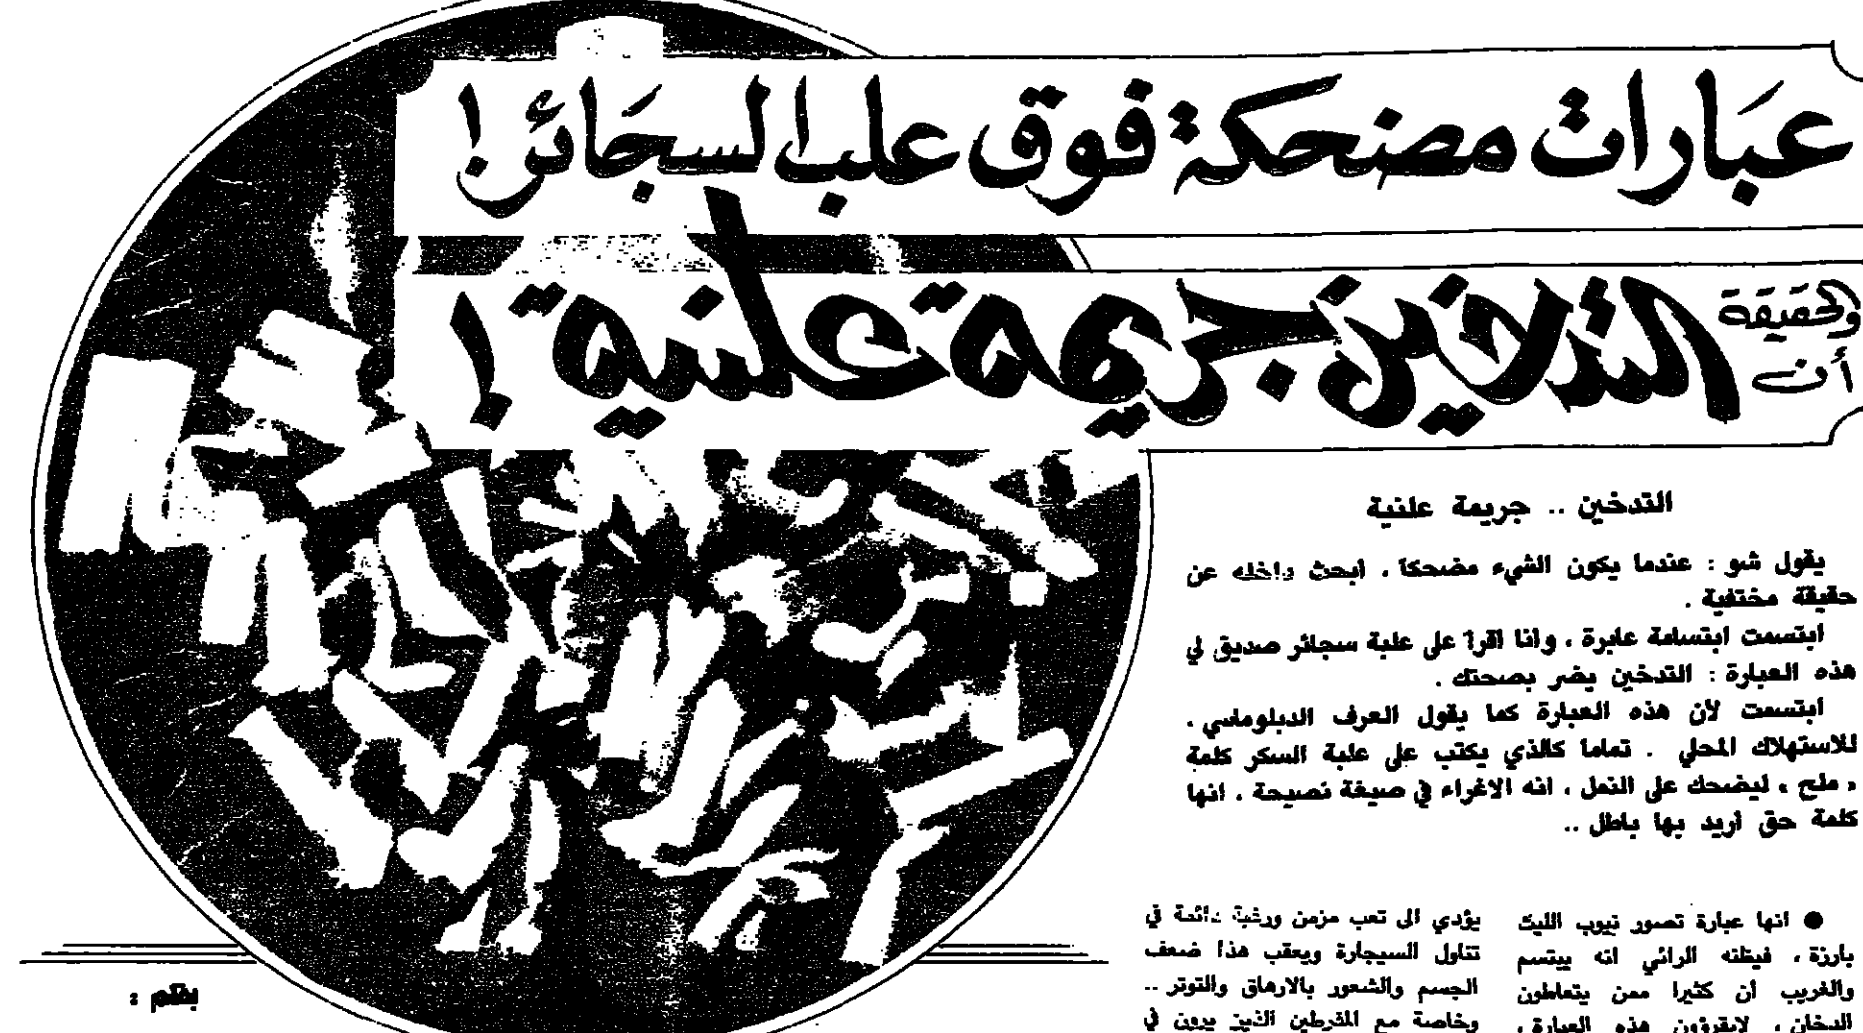 عبارات مضحكة فوق علب السجائر !
وحقيقة
أن
التدخين جريمة علنية !
التدخين .. جريمة علنية
يقول شو : عندما يكون الشيء مضحكا ، ابحث داخله عن
حقيقة مختفية .
ابتسمت ابتسامة عابرة ، وانا اقرأ على علبة سجائر صديق لي
هذه العبارة : التدخين يضر بصحتك .
ابتسمت لأن هذه العبارة كما يقول العرف الدبلوماسي ،
للاستهلاك المحلي . تماما كالذي يكتب على علبة السكر كلمة
« ملح » ليضحك على النمل ، انه الاغراء في صيغة نصيحة . انها
كلمة حق أريد بها باطل ..
● انها عبارة تصور نيوب الليث
بارزة ، فيظنه الرائي انه يبتسم
والغريب أن كثيرا ممن يتعاطون
الدخان ، لايقرؤون هذه العبارة ،
يؤدي الى تعب مزمن ورغبة دائمة في
تناول السيجارة ويعقب هذا ضعف
الجسم والشعور بالارهاق والتوتر ..
وخاصة مع المفرطين الذين يرون في
بقلم :